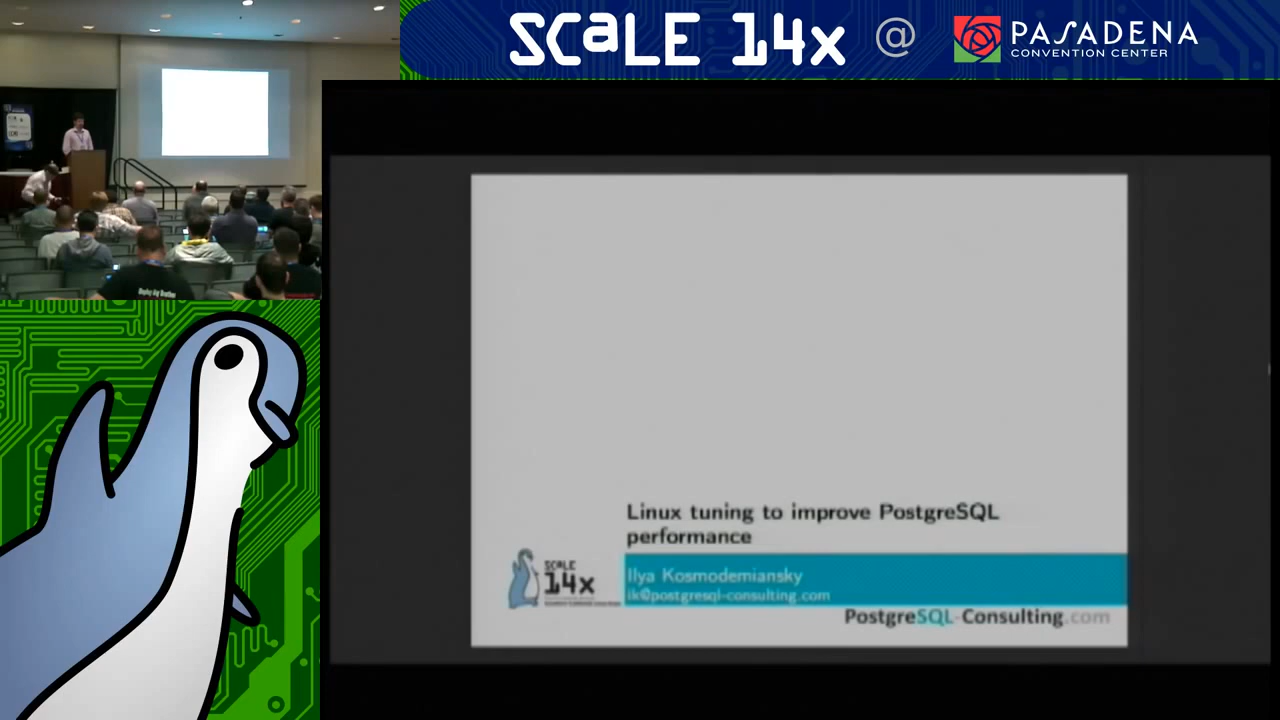 SCaLE 14x @ PASADENA
CONVENTION CENTER
Linux tuning to improve PostgreSQL
performance
Ilya Kosmodemiansky
ik@postgresql-consulting.com
SCALE
14x
PostgreSQL-Consulting.com